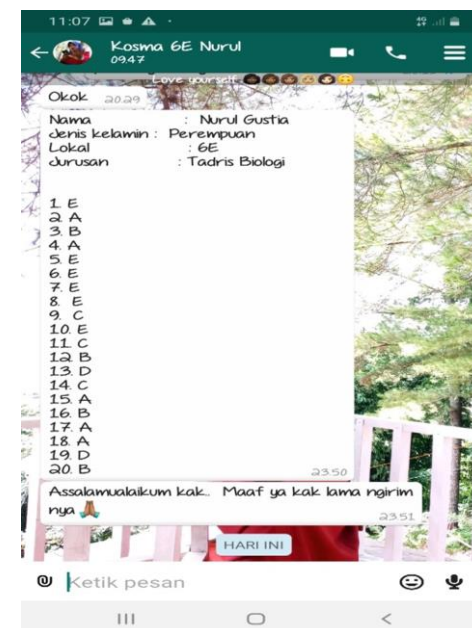 11:07
Kosma 6E Nurul
09.47
Love yourself
Okok 20.29
Nama : Nurul Gustia
Jenis kelamin : Perempuan
Lokal : 6E
Jurusan : Tadris Biologi
1. E
2. A
3. B
4. A
5. E
6. E
7. E
8. E
9. C
10. E
11. C
12. B
13. D
14. C
15. A
16. B
17. A
18. A
19. D
20. B
23.50
Assalamualaikum kak.. Maaf ya kak lama ngirim
nya 🙏🏾
23.51
HARI INI
Ketik pesan